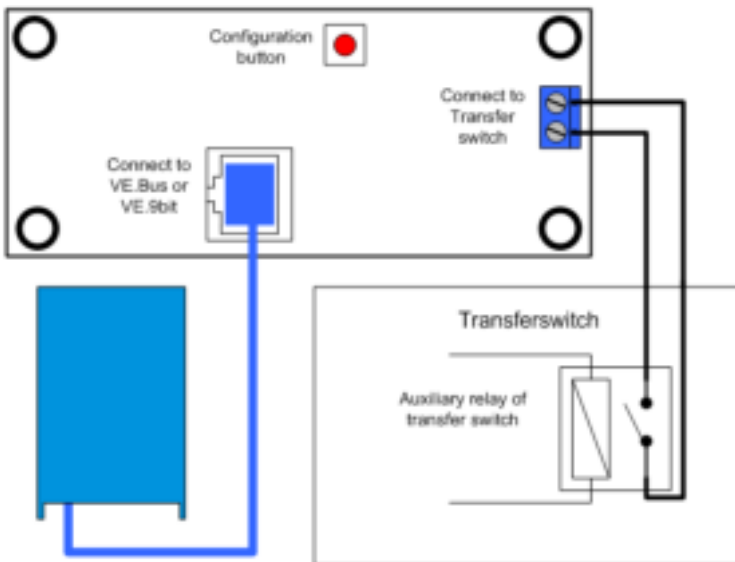 Configuration
button
Connect to
Transfer
switch
Connect to
VE.Bus or
VE.9bit
Transferswitch
Auxiliary relay of
transfer switch